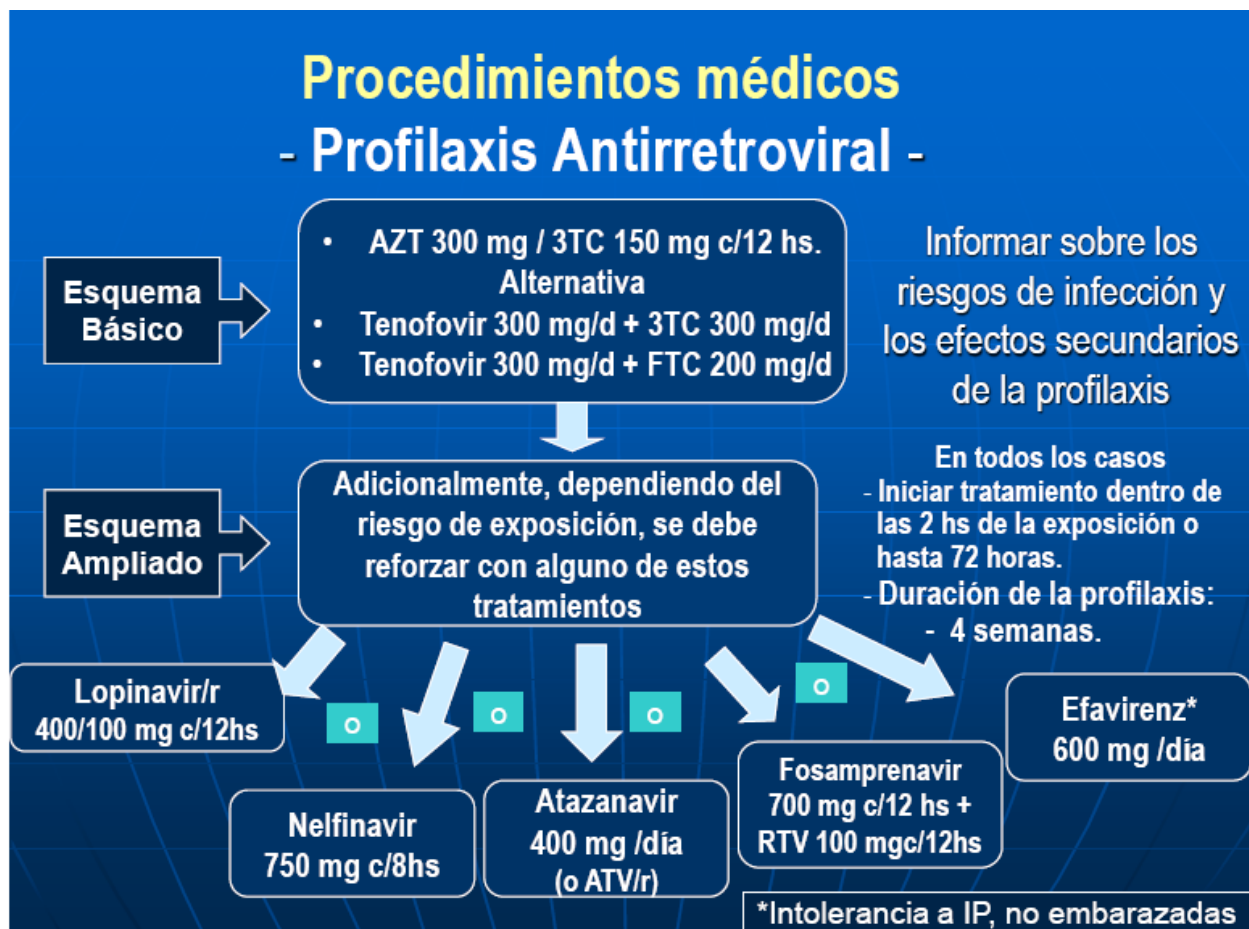 Procedimientos médicos
- Profilaxis Antirretroviral -
Esquema
Básico
• AZT 300 mg / 3TC 150 mg c/12 hs.
Alternativa
• Tenofovir 300 mg/d + 3TC 300 mg/d
• Tenofovir 300 mg/d + FTC 200 mg/d
Informar sobre los
riesgos de infección y
los efectos secundarios
de la profilaxis
Esquema
Ampliado
Adicionalmente, dependiendo del
riesgo de exposición, se debe
reforzar con alguno de estos
tratamientos
En todos los casos
- Iniciar tratamiento dentro de
las 2 hs de la exposición o
hasta 72 horas.
- Duración de la profilaxis:
- 4 semanas.
Lopinavir/r
400/100 mg c/12hs
o
Nelfinavir
750 mg c/8hs
o
Atazanavir
400 mg /día
(o ATV/r)
o
Fosamprenavir
700 mg c/12 hs +
RTV 100 mgc/12hs
o
Efavirenz*
600 mg /día
*Intolerancia a IP, no embarazadas